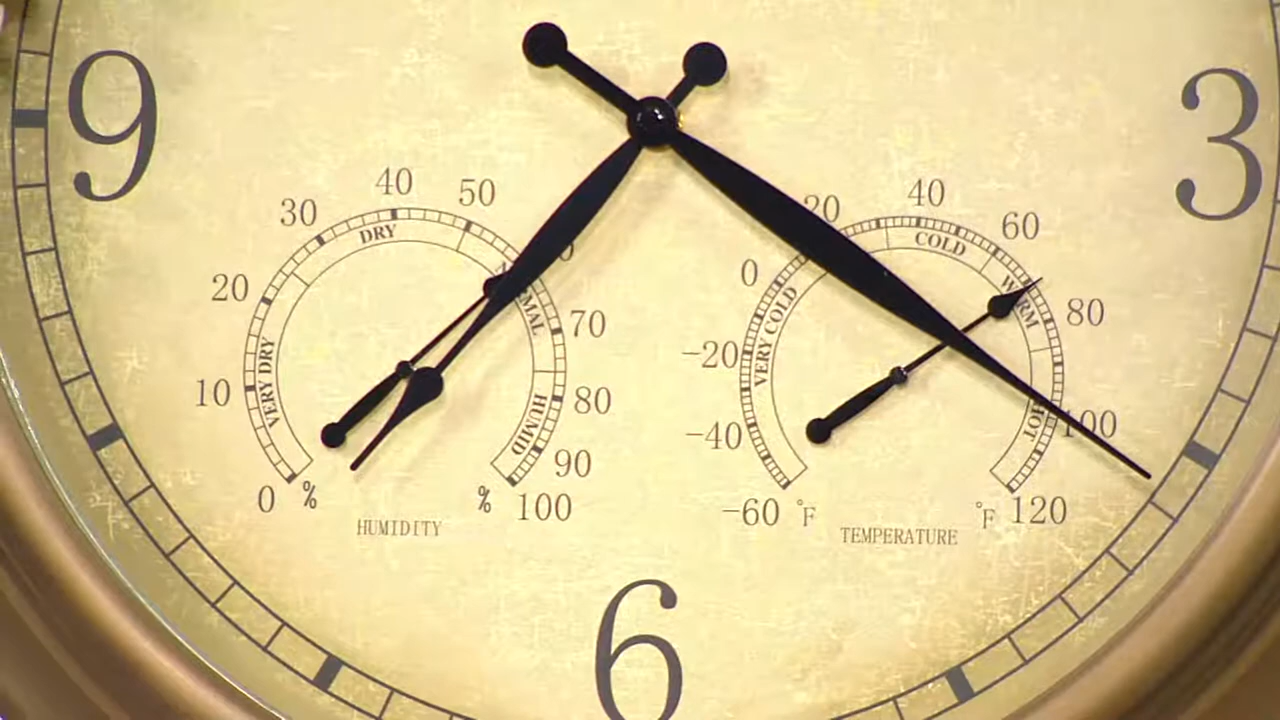 9
3
40
50
30
20
DRY
VERY DRY
10
70
80
HUMID
90
0 %
% 100
HUMIDITY
20
40
60
0
COLD
WARM
80
VERY COLD
-20
-40
100
HOT
-60 °F
°F 120
TEMPERATURE
6